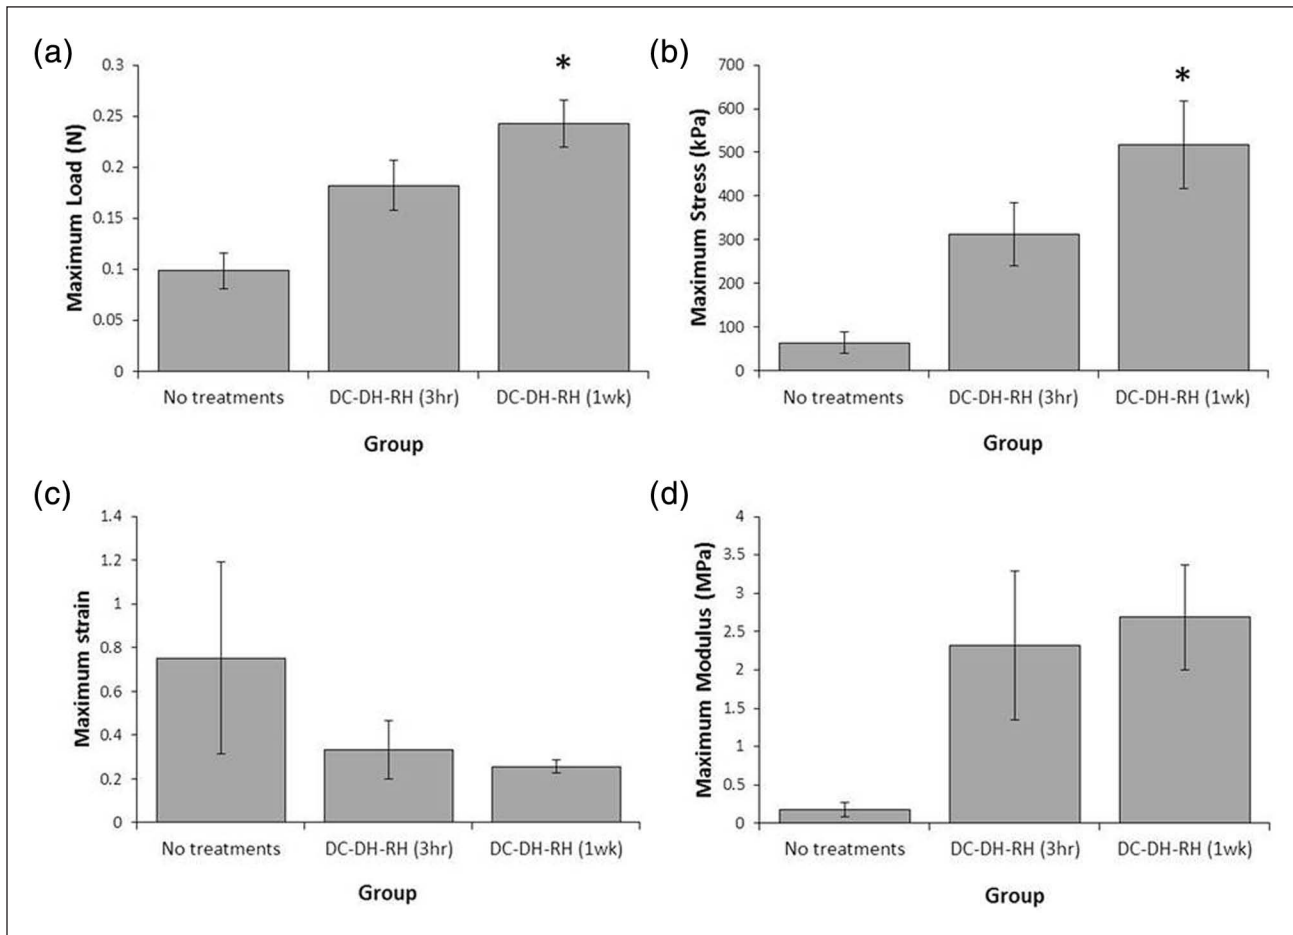 (a)
Maximum Load (N)
0.3
0.25
0.2
0.15
0.1
0.05
0
*
No treatments DC-DH-RH (3hr) DC-DH-RH (1wk)
Group
(b)
Maximum Stress (kPa)
700
600
500
400
300
200
100
0
*
No treatments DC-DH-RH (3hr) DC-DH-RH (1wk)
Group
(c)
Maximum strain
1.4
1.2
1
0.8
0.6
0.4
0.2
0
No treatments DC-DH-RH (3hr) DC-DH-RH (1wk)
Group
(d)
Maximum Modulus (MPa)
4
3.5
3
2.5
2
1.5
1
0.5
0
No treatments DC-DH-RH (3hr) DC-DH-RH (1wk)
Group